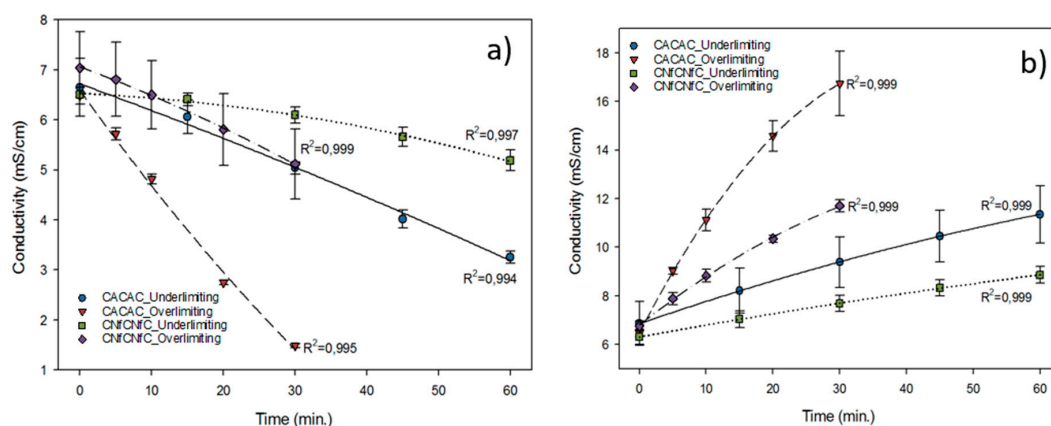 a)
8
7
6
5
4
3
2
1
Conductivity (mS/cm)
R²=0,997
R²=0,999
R²=0,994
R²=0,995
CACAC_Underlimiting
CACAC_Overlimiting
CNfCNfC_Underlimiting
CNfCNfC_Overlimiting
0 10 20 30 40 50 60
Time (min.)
b)
CACAC_Underlimiting
CACAC_Overlimiting
CNfCNfC_Underlimiting
CNfCNfC_Overlimiting
18
16
14
12
10
8
6
Conductivity (mS/cm)
R²=0,999
R²=0,999
R²=0,999
R²=0,999
0 10 20 30 40 50 60
Time (min.)